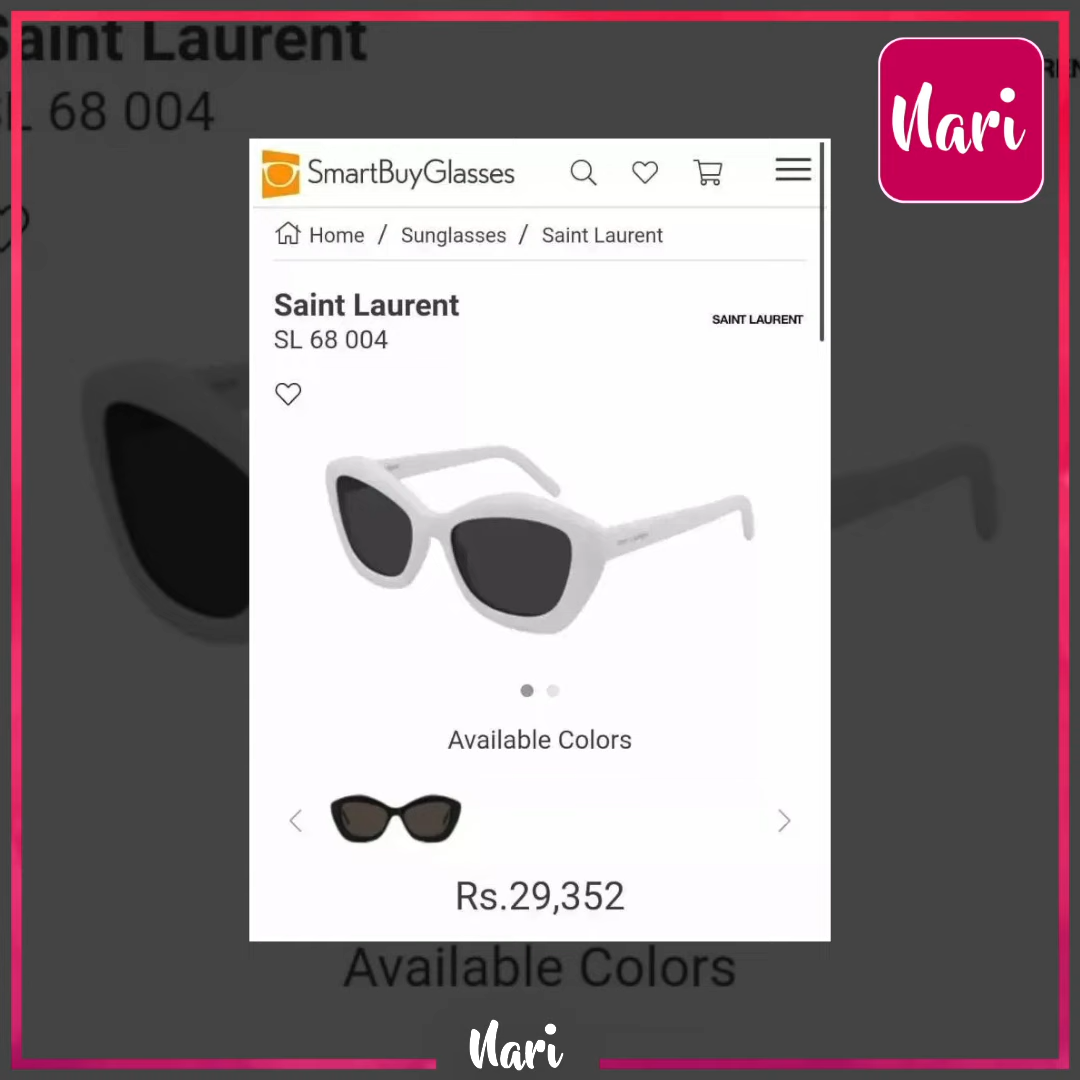 Saint Laurent
SL 68 004
Nari
SmartBuyGlasses
Home / Sunglasses / Saint Laurent
Saint Laurent
SL 68 004
SAINT LAURENT
Available Colors
Rs.29,352
Available Colors
Nari